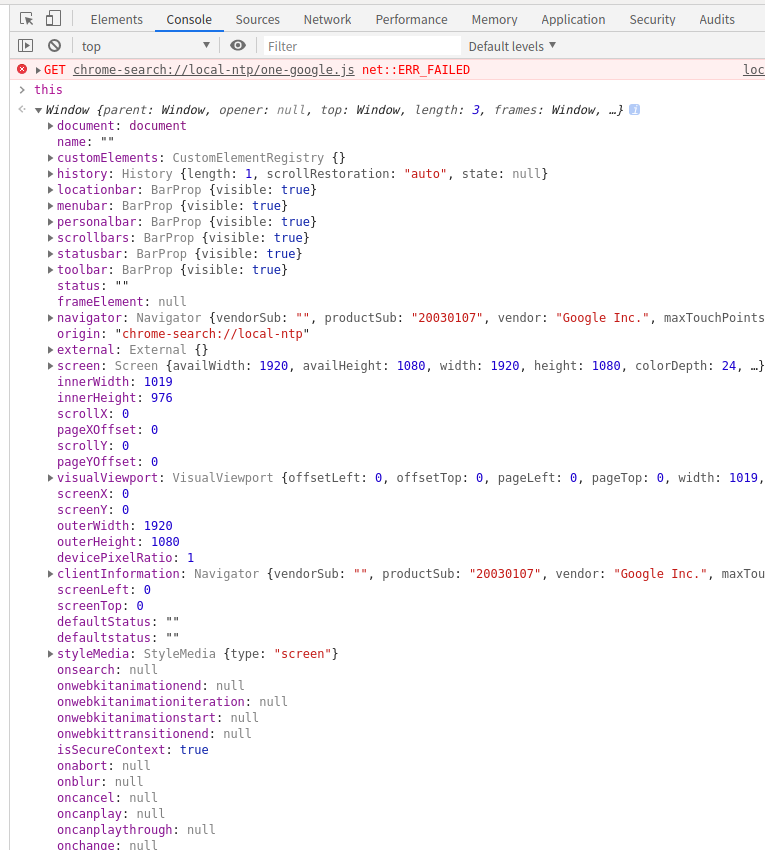 Elements Console Sources Network Performance Memory Application Security Audits
top Filter Default levels
GET chrome-search://local-ntp/one-google.js net::ERR_FAILED loc
this
Window {parent: Window, opener: null, top: Window, length: 3, frames: Window, …}
document: document
name: ""
customElements: CustomElementRegistry {}
history: History {length: 1, scrollRestoration: "auto", state: null}
locationbar: BarProp {visible: true}
menubar: BarProp {visible: true}
personalbar: BarProp {visible: true}
scrollbars: BarProp {visible: true}
statusbar: BarProp {visible: true}
toolbar: BarProp {visible: true}
status: ""
frameElement: null
navigator: Navigator {vendorSub: "", productSub: "20030107", vendor: "Google Inc.", maxTouchPoints
origin: "chrome-search://local-ntp"
external: External {}
screen: Screen {availWidth: 1920, availHeight: 1080, width: 1920, height: 1080, colorDepth: 24, …}
innerWidth: 1019
innerHeight: 976
scrollX: 0
pageXOffset: 0
scrollY: 0
pageYOffset: 0
visualViewport: VisualViewport {offsetLeft: 0, offsetTop: 0, pageLeft: 0, pageTop: 0, width: 1019,
screenX: 0
screenY: 0
outerWidth: 1920
outerHeight: 1080
devicePixelRatio: 1
clientInformation: Navigator {vendorSub: "", productSub: "20030107", vendor: "Google Inc.", maxTou
screenLeft: 0
screenTop: 0
defaultStatus: ""
defaultstatus: ""
styleMedia: StyleMedia {type: "screen"}
onsearch: null
onwebkitanimationend: null
onwebkitanimationiteration: null
onwebkitanimationstart: null
onwebkittransitionend: null
isSecureContext: true
onabort: null
onblur: null
oncancel: null
oncanplay: null
oncanplaythrough: null
onchange: null